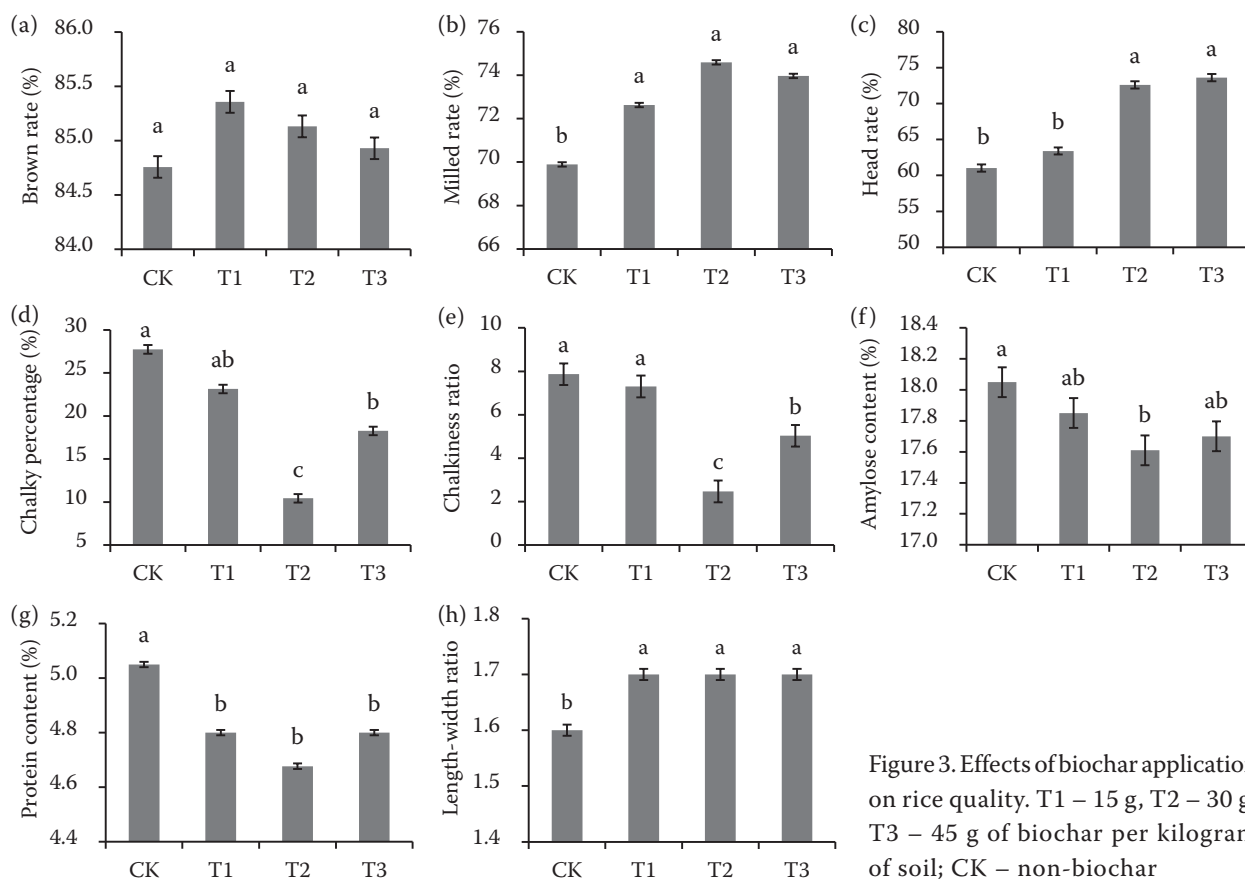 (a)
Brown rate (%)
86.0
85.5
85.0
84.5
84.0
a
a
a
a
CK T1 T2 T3
(b)
Milled rate (%)
76
74
72
70
68
66
b
a
a
a
CK T1 T2 T3
(c)
Head rate (%)
80
75
70
65
60
55
50
b
b
a
a
CK T1 T2 T3
(d)
Chalky percentage (%)
30
25
20
15
10
5
a
ab
c
b
CK T1 T2 T3
(e)
Chalkiness ratio
10
8
6
4
2
0
a
a
c
b
CK T1 T2 T3
(f)
Amylose content (%)
18.4
18.2
18.0
17.8
17.6
17.4
17.2
17.0
a
ab
b
ab
CK T1 T2 T3
(g)
Protein content (%)
5.2
5.0
4.8
4.6
4.4
a
b
b
b
CK T1 T2 T3
(h)
Length-width ratio
1.8
1.7
1.6
1.5
1.4
b
a
a
a
CK T1 T2 T3
Figure 3. Effects of biochar application
on rice quality. T1 – 15 g, T2 – 30 g
T3 – 45 g of biochar per kilogram
of soil; CK – non-biochar